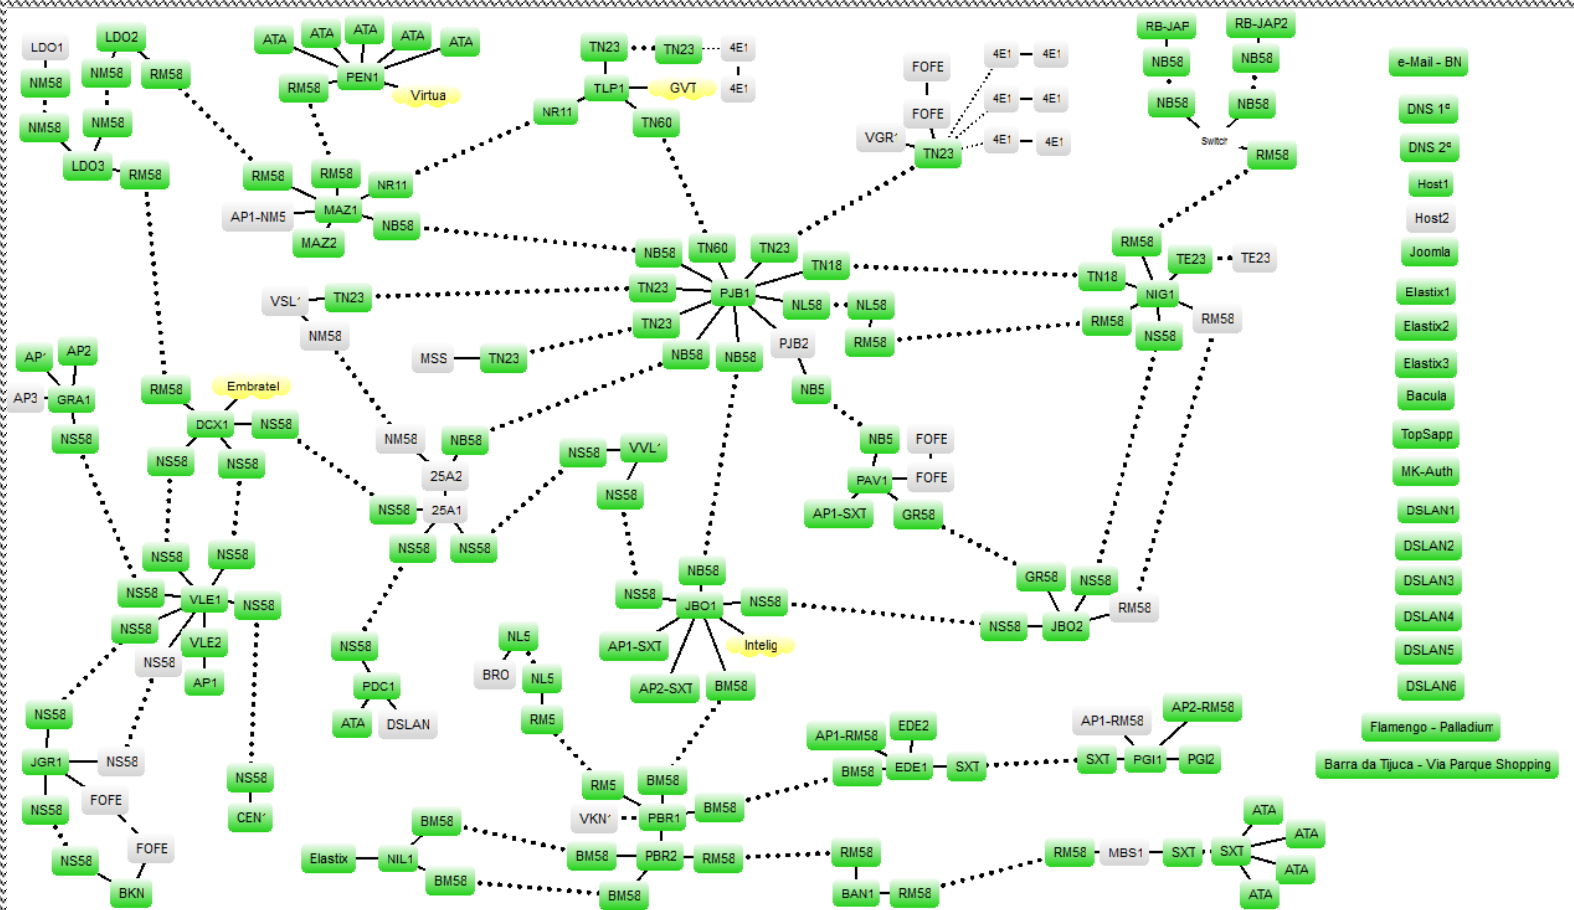 RB-JAP
RB-JAP2
LDO2
ATA
ATA
ATA
ATA
ATA
LDO1
TN23
TN23
4E1
4E1
4E1
NB58
NB58
e-Mail - BN
NM58
NM58
RM58
PEN1
RM58
Virtua
TLP1
GVT
4E1
FOFE
4E1
4E1
NB58
NB58
DNS 1º
NM58
NM58
NR11
TN60
FOFE
VGR1
4E1
4E1
Switch
DNS 2º
LDO3
RM58
RM58
RM58
NR11
TN23
RM58
Host1
AP1-NM5
MAZ1
NB58
Host2
MAZ2
NB58
TN60
TN23
RM58
TE23
TE23
Joomla
TN18
TN18
VSL1
TN23
TN23
PJB1
NL58
NL58
NIG1
Elastix1
NM58
TN23
PJB2
RM58
RM58
NS58
RM58
Elastix2
AP1
AP2
MSS
TN23
NB58
NB58
Elastix3
AP3
GRA1
RM58
Embratel
NB5
Bacula
NS58
DCX1
NS58
NM58
NB58
NS58
VVL1
NB5
FOFE
TopSapp
NS58
NS58
25A2
NS58
PAV1
FOFE
MK-Auth
NS58
25A1
AP1-SXT
GR58
DSLAN1
NS58
NS58
DSLAN2
NS58
NS58
NB58
GR58
NS58
DSLAN3
NS58
VLE1
NS58
NS58
JBO1
NS58
RM58
DSLAN4
NS58
VLE2
NS58
NL5
AP1-SXT
Intelig
NS58
JBO2
DSLAN5
NS58
AP1
PDC1
BRO
NL5
AP2-SXT
BM58
DSLAN6
NS58
ATA
DSLAN
RM5
AP1-RM58
EDE2
AP1-RM58
AP2-RM58
Flamengo - Palladium
JGR1
NS58
NS58
RM5
BM58
BM58
EDE1
SXT
SXT
PGI1
PGI2
Barra da Tijuca - Via Parque Shopping
NS58
FOFE
CEN1
BM58
VKN1
PBR1
BM58
ATA
NS58
FOFE
Elastix
NIL1
BM58
PBR2
RM58
RM58
RM58
MBS1
SXT
SXT
ATA
BKN
BM58
BM58
BAN1
RM58
ATA
ATA